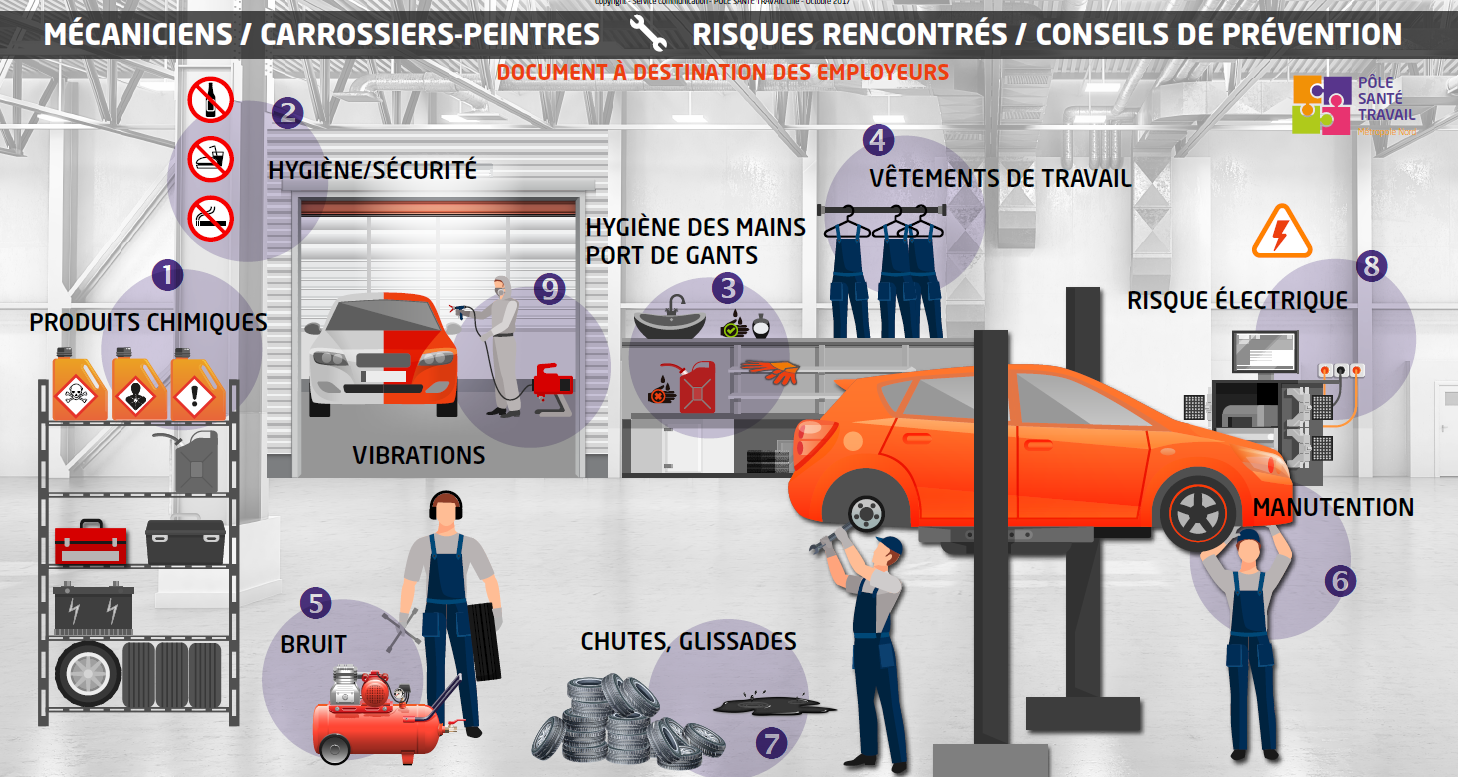 Copyright - Service Communication - PÔLE SANTÉ TRAVAIL Lille - Octobre 2017
MÉCANICIENS / CARROSSIERS-PEINTRES RISQUES RENCONTRÉS / CONSEILS DE PRÉVENTION
DOCUMENT À DESTINATION DES EMPLOYEURS
PÔLE
SANTÉ
TRAVAIL
Métropole Nord
2
HYGIÈNE/SÉCURITÉ
4
VÊTEMENTS DE TRAVAIL
HYGIÈNE DES MAINS
PORT DE GANTS
3
1
PRODUITS CHIMIQUES
9
VIBRATIONS
8
RISQUE ÉLECTRIQUE
MANUTENTION
6
5
BRUIT
CHUTES, GLISSADES
7